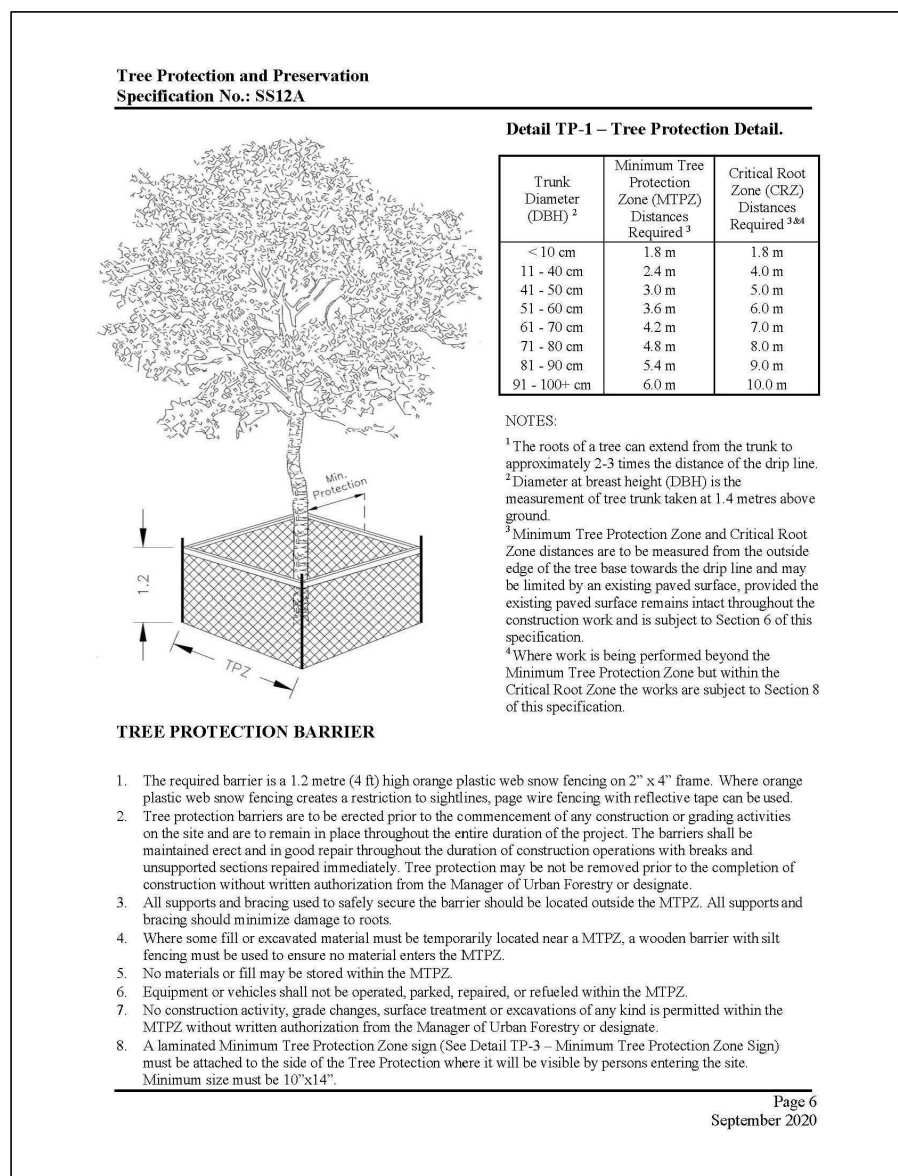 Tree Protection and Preservation
Specification No.: SS12A
Detail TP-1 – Tree Protection Detail.
Trunk Diameter (DBH) ² | Minimum Tree Protection Zone (MTPZ) Distances Required ³ | Critical Root Zone (CRZ) Distances Required ³&⁴
< 10 cm 1.8 m 1.8 m
11 - 40 cm 2.4 m 4.0 m
41 - 50 cm 3.0 m 5.0 m
51 - 60 cm 3.6 m 6.0 m
61 - 70 cm 4.2 m 7.0 m
71 - 80 cm 4.8 m 8.0 m
81 - 90 cm 5.4 m 9.0 m
91 - 100+ cm 6.0 m 10.0 m
Min.
Protection
1.2
TPZ
NOTES:
¹ The roots of a tree can extend from the trunk to
approximately 2-3 times the distance of the drip line.
² Diameter at breast height (DBH) is the
measurement of tree trunk taken at 1.4 metres above
ground.
³ Minimum Tree Protection Zone and Critical Root
Zone distances are to be measured from the outside
edge of the tree base towards the drip line and may
be limited by an existing paved surface, provided the
existing paved surface remains intact throughout the
construction work and is subject to Section 6 of this
specification.
⁴ Where work is being performed beyond the
Minimum Tree Protection Zone but within the
Critical Root Zone the works are subject to Section 8
of this specification.
TREE PROTECTION BARRIER
1. The required barrier is a 1.2 metre (4 ft) high orange plastic web snow fencing on 2” x 4” frame. Where orange
plastic web snow fencing creates a restriction to sightlines, page wire fencing with reflective tape can be used.
2. Tree protection barriers are to be erected prior to the commencement of any construction or grading activities
on the site and are to remain in place throughout the entire duration of the project. The barriers shall be
maintained erect and in good repair throughout the duration of construction operations with breaks and
unsupported sections repaired immediately. Tree protection may be not be removed prior to the completion of
construction without written authorization from the Manager of Urban Forestry or designate.
3. All supports and bracing used to safely secure the barrier should be located outside the MTPZ. All supports and
bracing should minimize damage to roots.
4. Where some fill or excavated material must be temporarily located near a MTPZ, a wooden barrier with silt
fencing must be used to ensure no material enters the MTPZ.
5. No materials or fill may be stored within the MTPZ.
6. Equipment or vehicles shall not be operated, parked, repaired, or refueled within the MTPZ.
7. No construction activity, grade changes, surface treatment or excavations of any kind is permitted within the
MTPZ without written authorization from the Manager of Urban Forestry or designate.
8. A laminated Minimum Tree Protection Zone sign (See Detail TP-3 – Minimum Tree Protection Zone Sign)
must be attached to the side of the Tree Protection where it will be visible by persons entering the site.
Minimum size must be 10”x14”.
Page 6
September 2020